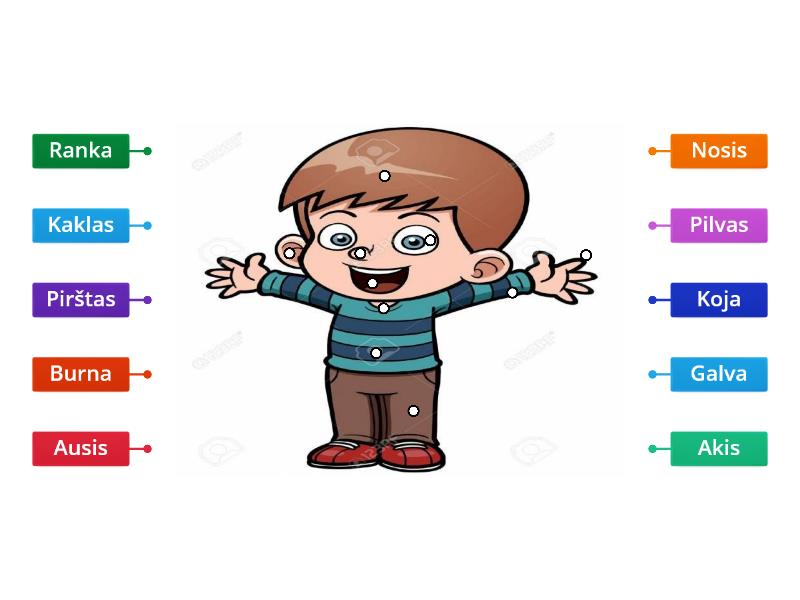 Ranka
Kaklas
Pirštas
Burna
Ausis
Nosis
Pilvas
Koja
Galva
Akis